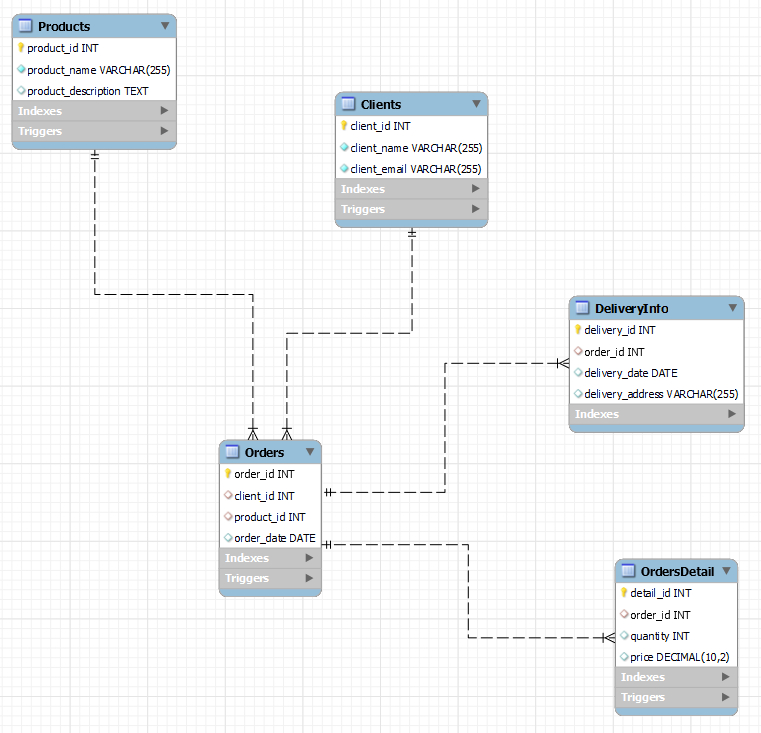 Products
product_id INT
product_name VARCHAR(255)
product_description TEXT
Indexes
Triggers
Clients
client_id INT
client_name VARCHAR(255)
client_email VARCHAR(255)
Indexes
Triggers
DeliveryInfo
delivery_id INT
order_id INT
delivery_date DATE
delivery_address VARCHAR(255)
Indexes
Orders
order_id INT
client_id INT
product_id INT
order_date DATE
Indexes
Triggers
OrdersDetail
detail_id INT
order_id INT
quantity INT
price DECIMAL(10,2)
Indexes
Triggers